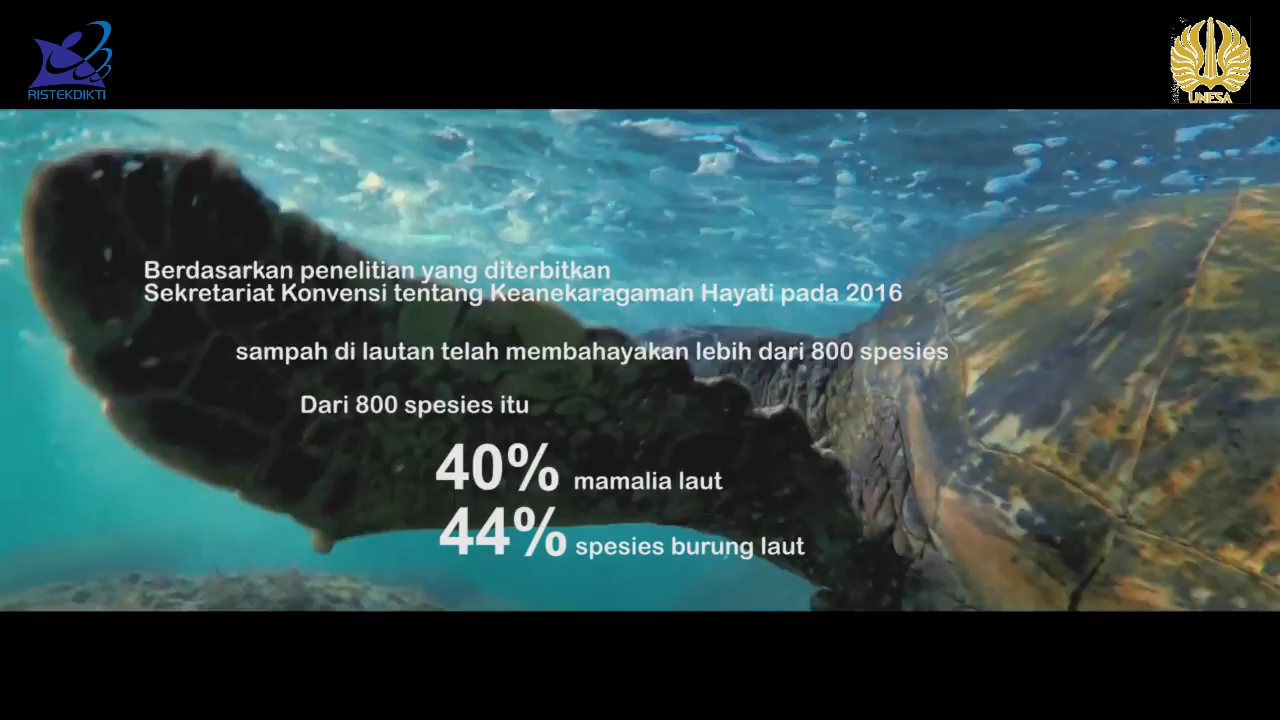 RISTEKDIKTI
UNESA
Berdasarkan penelitian yang diterbitkan
Sekretariat Konvensi tentang Keanekaragaman Hayati pada 2016
sampah di lautan telah membahayakan lebih dari 800 spesies
Dari 800 spesies itu
40% mamalia laut
44% spesies burung laut